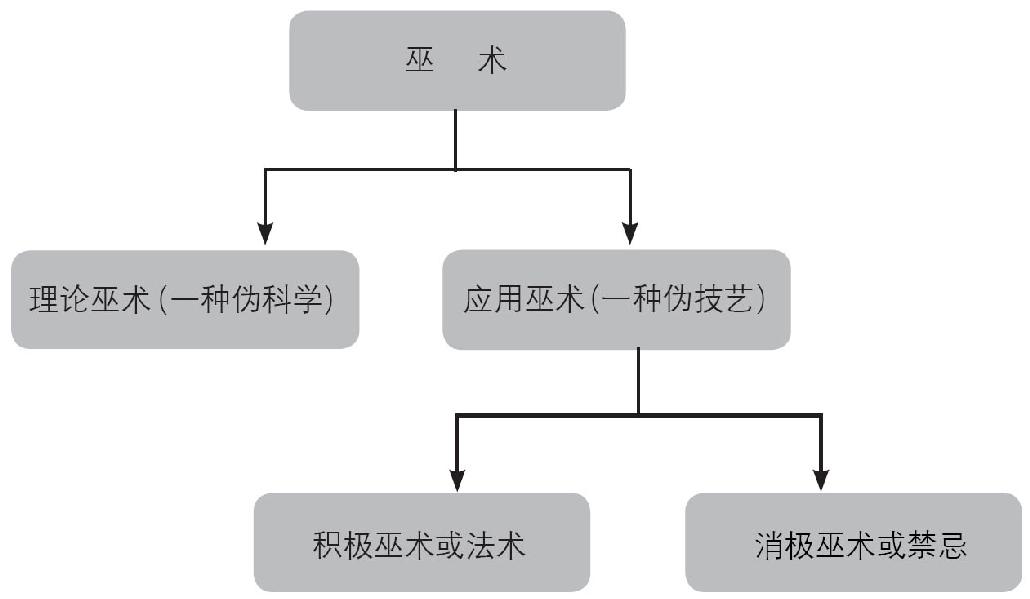 巫 术
理论巫术(一种伪科学)
应用巫术(一种伪技艺)
积极巫术或法术
消极巫术或禁忌